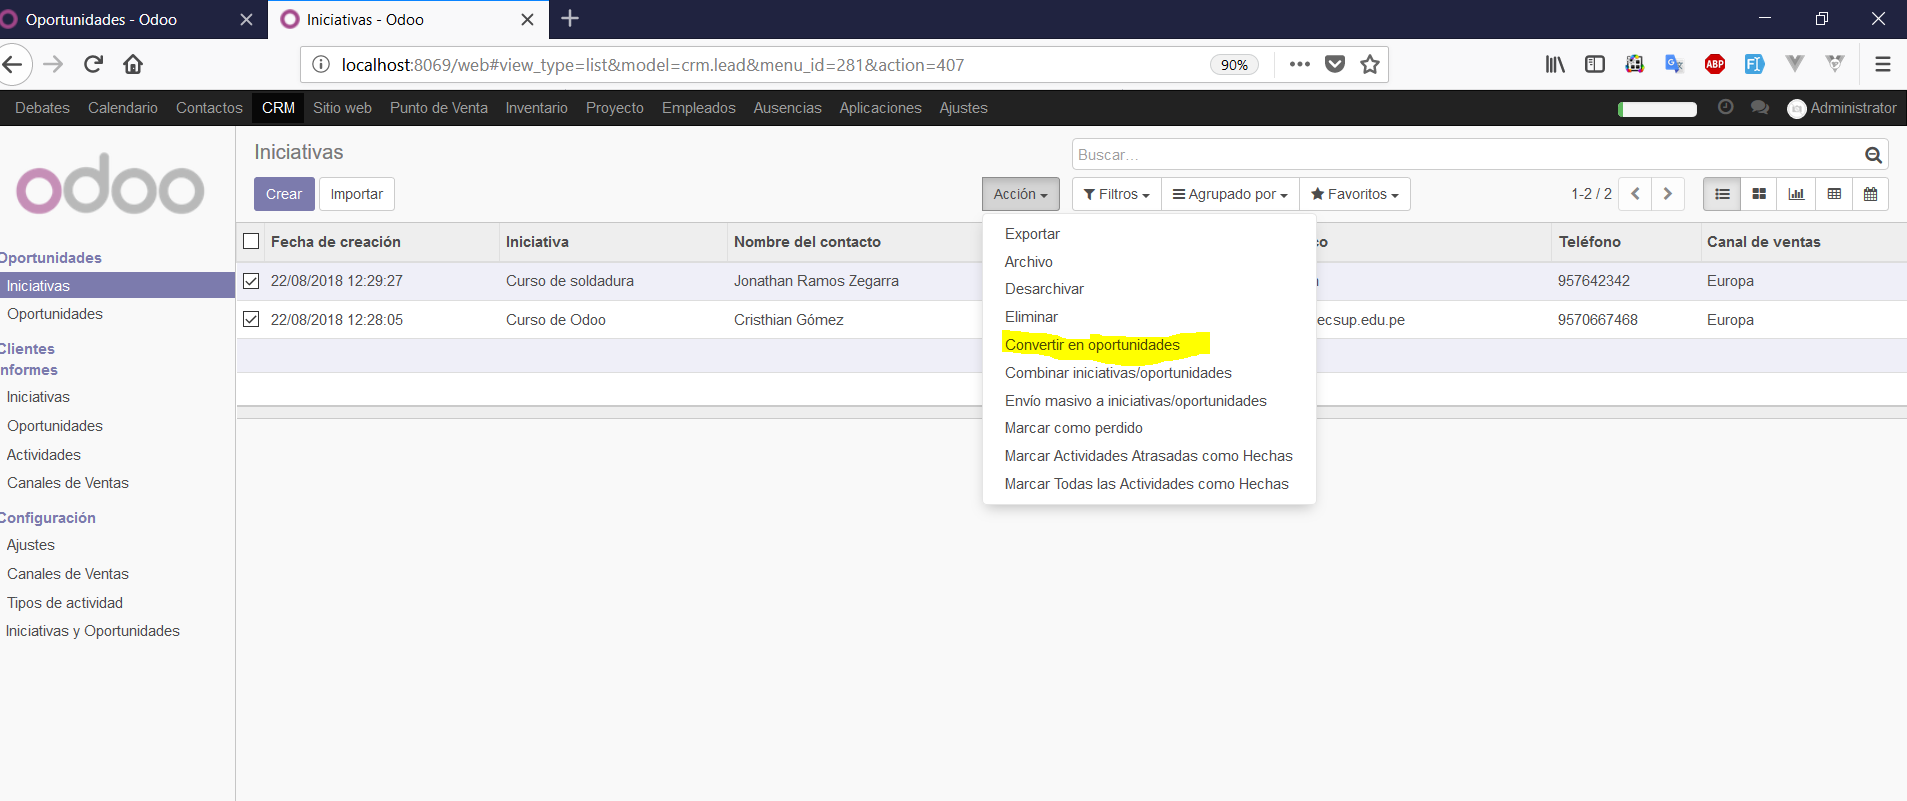 Oportunidades - Odoo
Iniciativas - Odoo
localhost:8069/web#view_type=list&model=crm.lead&menu_id=281&action=407
90%
ABP
Debates Calendario Contactos CRM Sitio web Punto de Venta Inventario Proyecto Empleados Ausencias Aplicaciones Ajustes
Administrator
odoo
Oportunidades
Iniciativas
Oportunidades
Clientes
nformes
Iniciativas
Oportunidades
Actividades
Canales de Ventas
Configuración
Ajustes
Canales de Ventas
Tipos de actividad
Iniciativas y Oportunidades
Iniciativas
Buscar...
Crear Importar
Acción Filtros Agrupado por Favoritos
1-2 / 2
Fecha de creación Iniciativa Nombre del contacto co Teléfono Canal de ventas
22/08/2018 12:29:27 Curso de soldadura Jonathan Ramos Zegarra 957642342 Europa
22/08/2018 12:28:05 Curso de Odoo Cristhian Gómez ecsup.edu.pe 9570667468 Europa
Exportar
Archivo
Desarchivar
Eliminar
Convertir en oportunidades
Combinar iniciativas/oportunidades
Envío masivo a iniciativas/oportunidades
Marcar como perdido
Marcar Actividades Atrasadas como Hechas
Marcar Todas las Actividades como Hechas